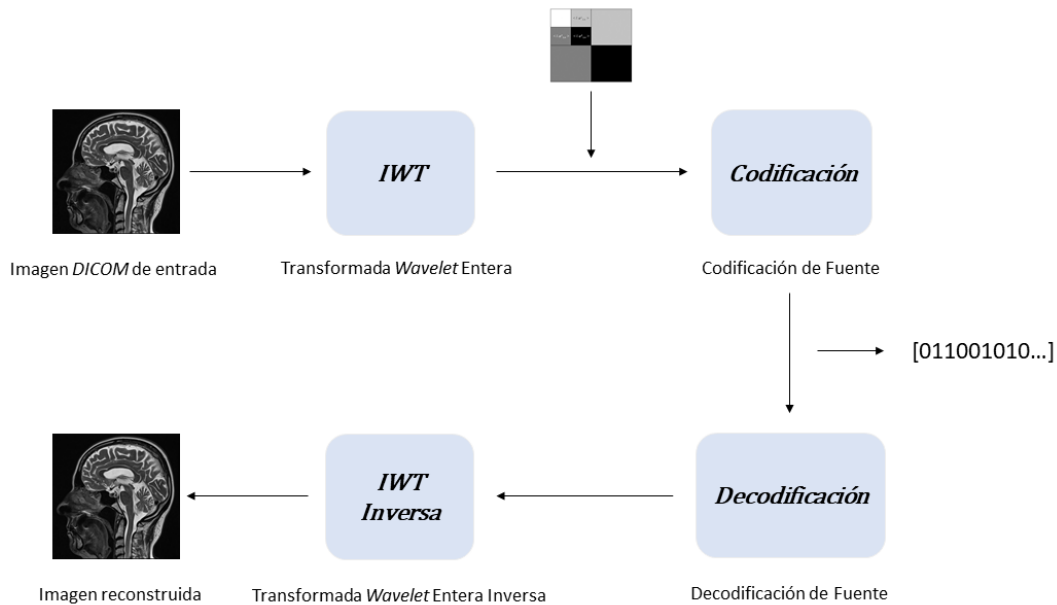 IWT
Codificación
Imagen DICOM de entrada
Transformada Wavelet Entera
Codificación de Fuente
[011001010...]
IWT
Inversa
Decodificación
Imagen reconstruida
Transformada Wavelet Entera Inversa
Decodificación de Fuente